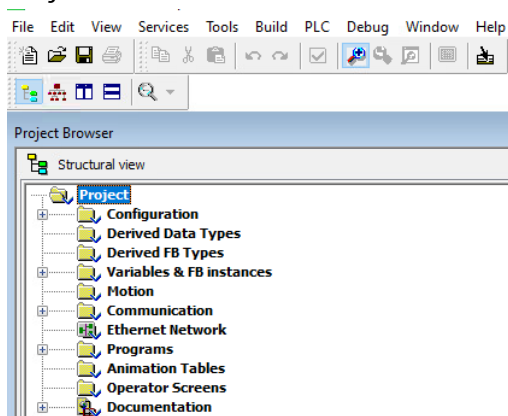 File Edit View Services Tools Build PLC Debug Window Help
Project Browser
Structural view
Project
Configuration
Derived Data Types
Derived FB Types
Variables & FB instances
Motion
Communication
Ethernet Network
Programs
Animation Tables
Operator Screens
Documentation